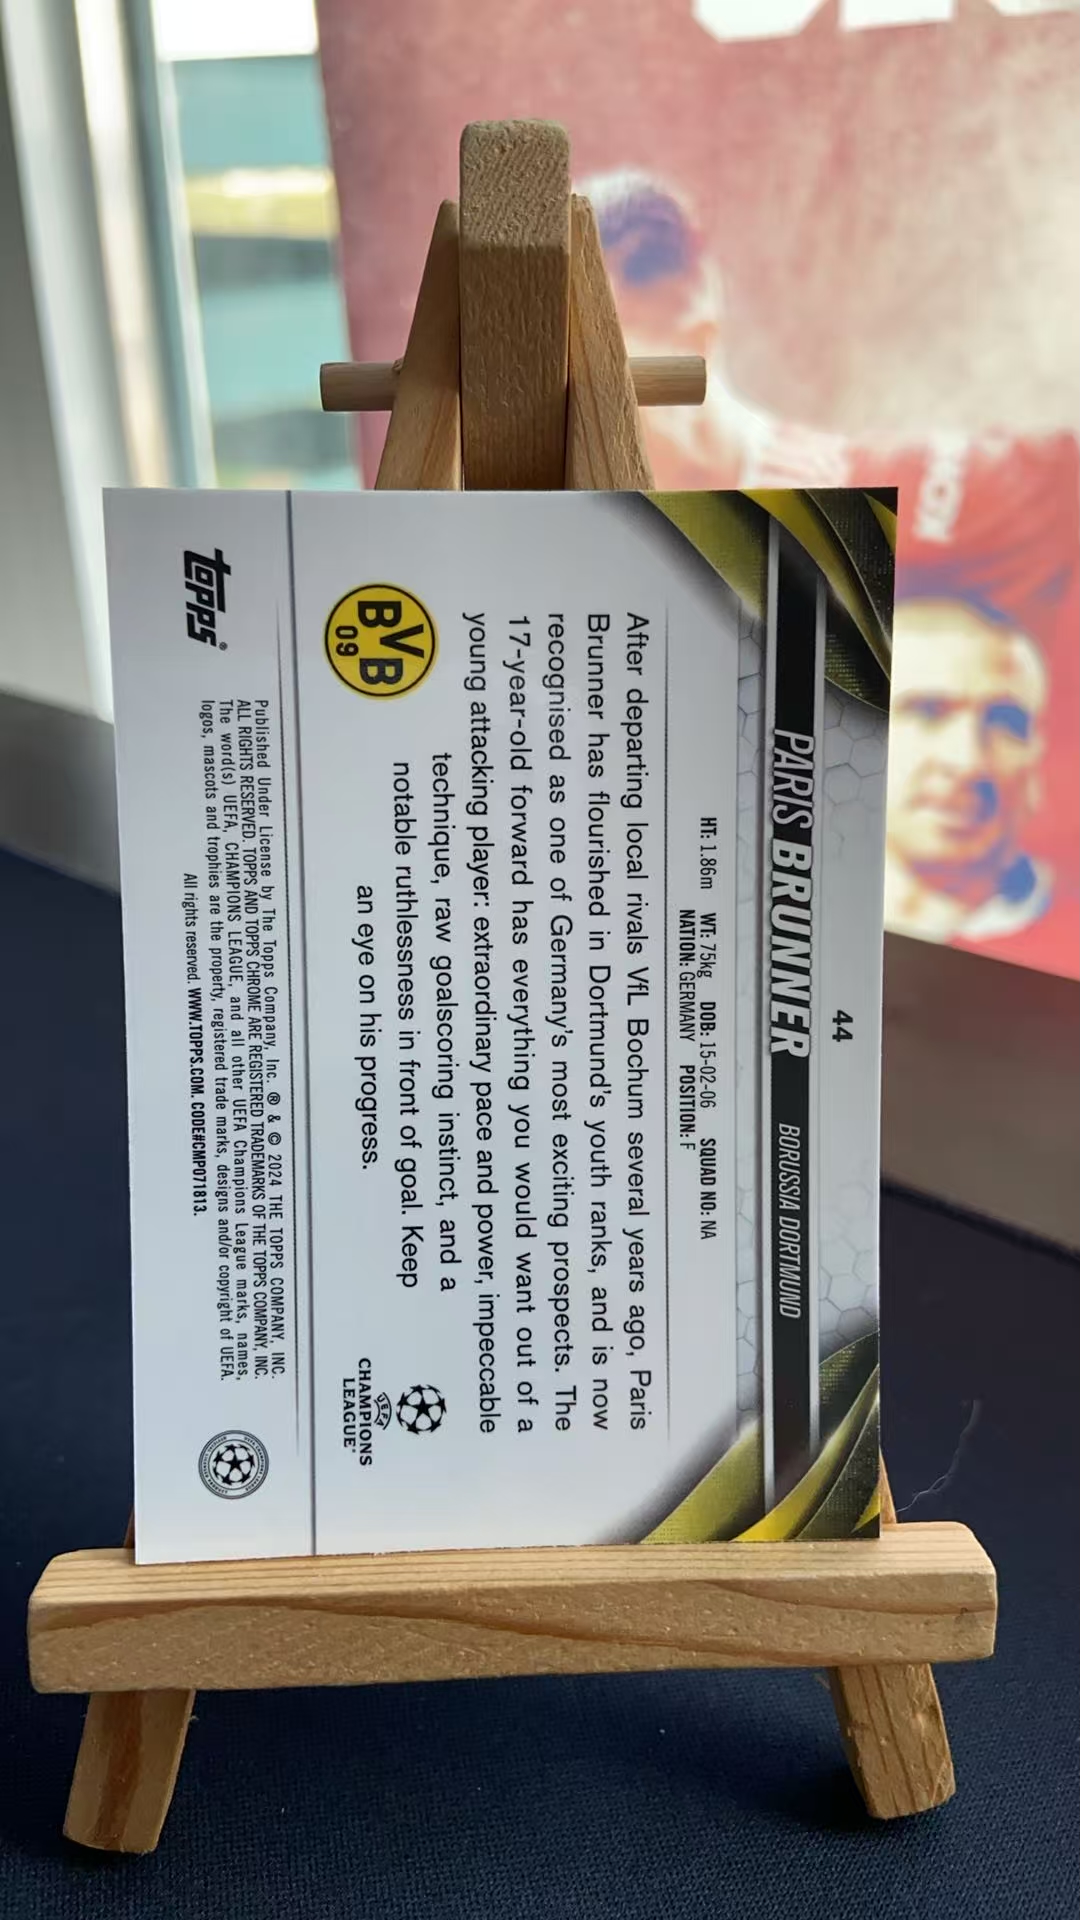 44
PARIS BRUNNER BORUSSIA DORTMUND
HT: 1.86m WT: 75kg DOB: 15-02-06 SQUAD NO: NA
NATION: GERMANY POSITION: F
After departing local rivals VfL Bochum several years ago, Paris
Brunner has flourished in Dortmund's youth ranks, and is now
recognised as one of Germany's most exciting prospects. The
17-year-old forward has everything you would want out of a
young attacking player: extraordinary pace and power, impeccable
technique, raw goalscoring instinct, and a
notable ruthlessness in front of goal. Keep
an eye on his progress.
BVB
09
UEFA
CHAMPIONS
LEAGUE®
topps®
Published Under License by The Topps Company, Inc. ® & © 2024 THE TOPPS COMPANY, INC.
ALL RIGHTS RESERVED. TOPPS AND TOPPS CHROME ARE REGISTERED TRADEMARKS OF THE TOPPS COMPANY, INC.
The word(s) UEFA, CHAMPIONS LEAGUE, and all other UEFA Champions League marks, names,
logos, mascots and trophies are the property, registered trade marks, designs and/or copyright of UEFA.
All rights reserved. WWW.TOPPS.COM. CODE#CMP071813.